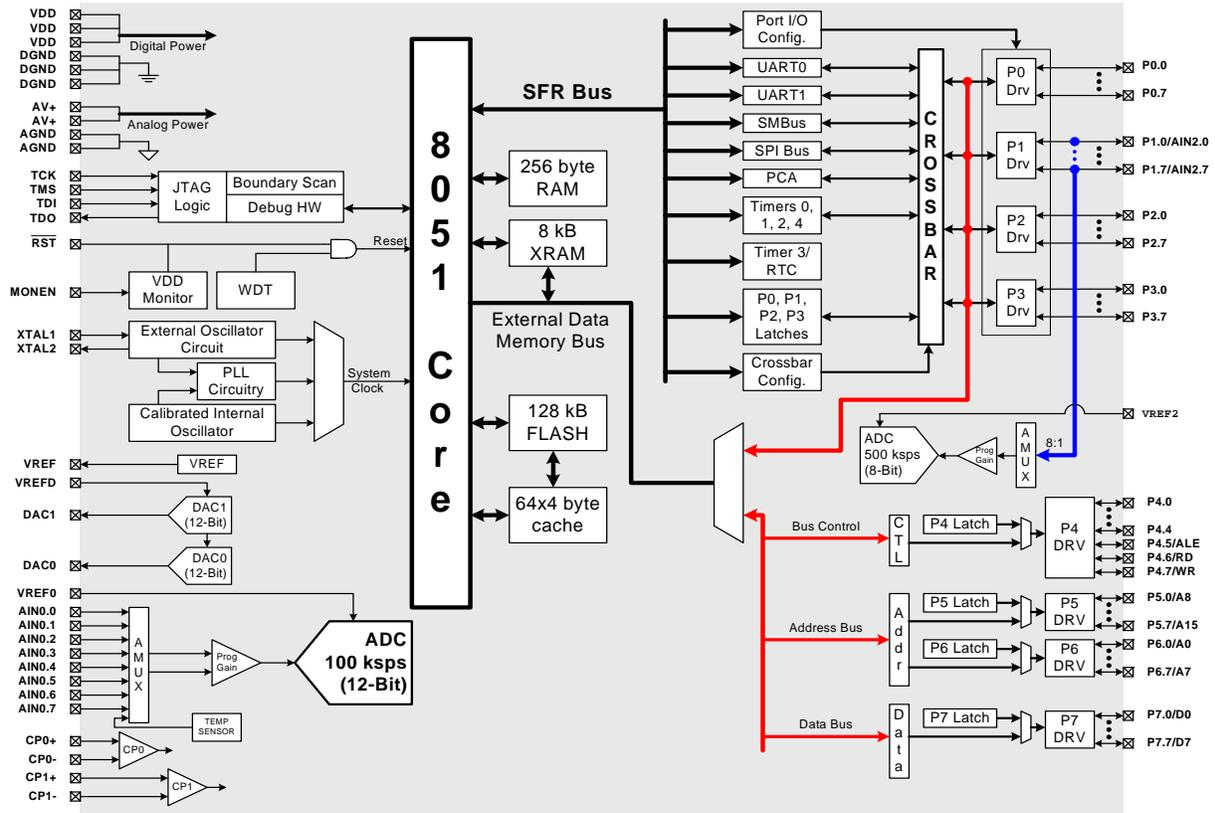 VDD
VDD
VDD
DGND
DGND
DGND
Digital Power
AV+
AV+
AGND
AGND
Analog Power
TCK
TMS
TDI
TDO
JTAG
Logic
Boundary Scan
Debug HW
RST
Reset
MONEN
VDD
Monitor
WDT
XTAL1
XTAL2
External Oscillator
Circuit
PLL
Circuitry
Calibrated Internal
Oscillator
System
Clock
VREF
VREF
VREFD
DAC1
DAC1
(12-Bit)
DAC0
DAC0
(12-Bit)
VREF0
AIN0.0
AIN0.1
AIN0.2
AIN0.3
AIN0.4
AIN0.5
AIN0.6
AIN0.7
AMUX
Prog
Gain
ADC
100 ksps
(12-Bit)
TEMP
SENSOR
CP0+
CP0-
CP0
CP1+
CP1-
CP1
8051 Core
SFR Bus
256 byte
RAM
8 kB
XRAM
External Data
Memory Bus
128 kB
FLASH
64x4 byte
cache
Port I/O
Config.
UART0
UART1
SMBus
SPI Bus
PCA
Timers 0,
1, 2, 4
Timer 3/
RTC
P0, P1,
P2, P3
Latches
Crossbar
Config.
CROSSBAR
P0
Drv
P1
Drv
P2
Drv
P3
Drv
P0.0
P0.7
P1.0/AIN2.0
P1.7/AIN2.7
P2.0
P2.7
P3.0
P3.7
VREF2
ADC
500 ksps
(8-Bit)
Prog
Gain
AMUX
8:1
Bus Control
CTL
P4 Latch
P4
DRV
P4.0
P4.4
P4.5/ALE
P4.6/RD
P4.7/WR
Address Bus
Addr
P5 Latch
P5
DRV
P5.0/A8
P5.7/A15
P6 Latch
P6
DRV
P6.0/A0
P6.7/A7
Data Bus
Data
P7 Latch
P7
DRV
P7.0/D0
P7.7/D7